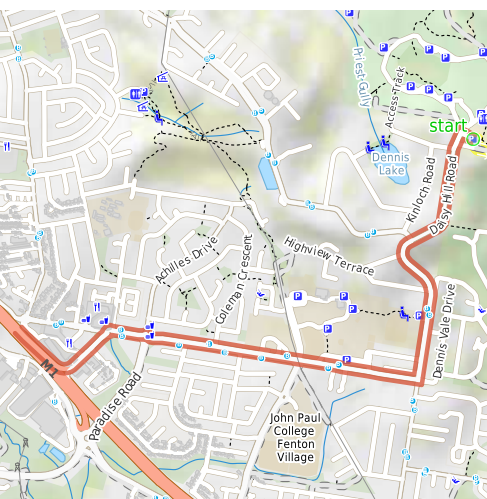 Priest Gully
Access Track
start
Dennis
Lake
Kinloch Road
Daisy Hill Road
Highview Terrace
Achilles Drive
Coleman Crescent
Dennis Vale Drive
M1
Paradise Road
John Paul
College
Fenton
Village